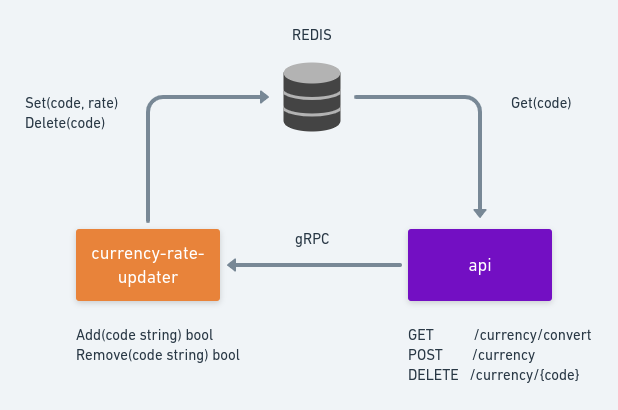 REDIS
Set(code, rate)
Delete(code)
Get(code)
gRPC
currency-rate-
updater
api
Add(code string) bool
Remove(code string) bool
GET /currency/convert
POST /currency
DELETE /currency/{code}